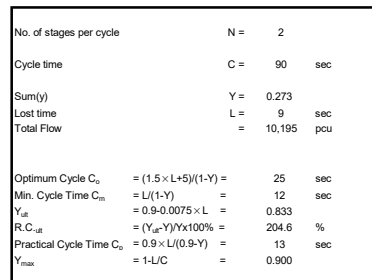 No. of stages per cycle N = 2
Cycle time C = 90 sec
Sum(y) Y = 0.273
Lost time L = 9 sec
Total Flow = 10,195 pcu
Optimum Cycle Cₒ = (1.5×L+5)/(1-Y) = 25 sec
Min. Cycle Time Cₘ = L/(1-Y) = 12 sec
Yᵤₗₜ = 0.9-0.0075×L = 0.833
R.C.ᵤₗₜ = (Yᵤₗₜ-Y)/Yx100% = 204.6 %
Practical Cycle Time Cₚ = 0.9×L/(0.9-Y) = 13 sec
Yₘₐₓ = 1-L/C = 0.900